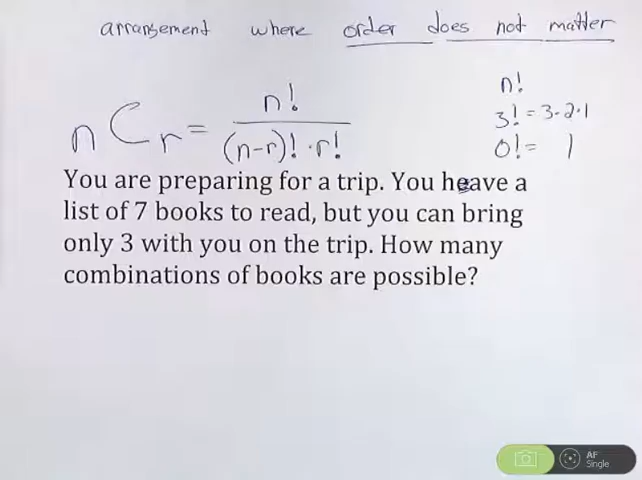 arrangement where order does not matter
nCr = n! / (n-r)! · r!
n!
3! = 3·2·1
0! = 1
You are preparing for a trip. You heave a
list of 7 books to read, but you can bring
only 3 with you on the trip. How many
combinations of books are possible?
AF
Single